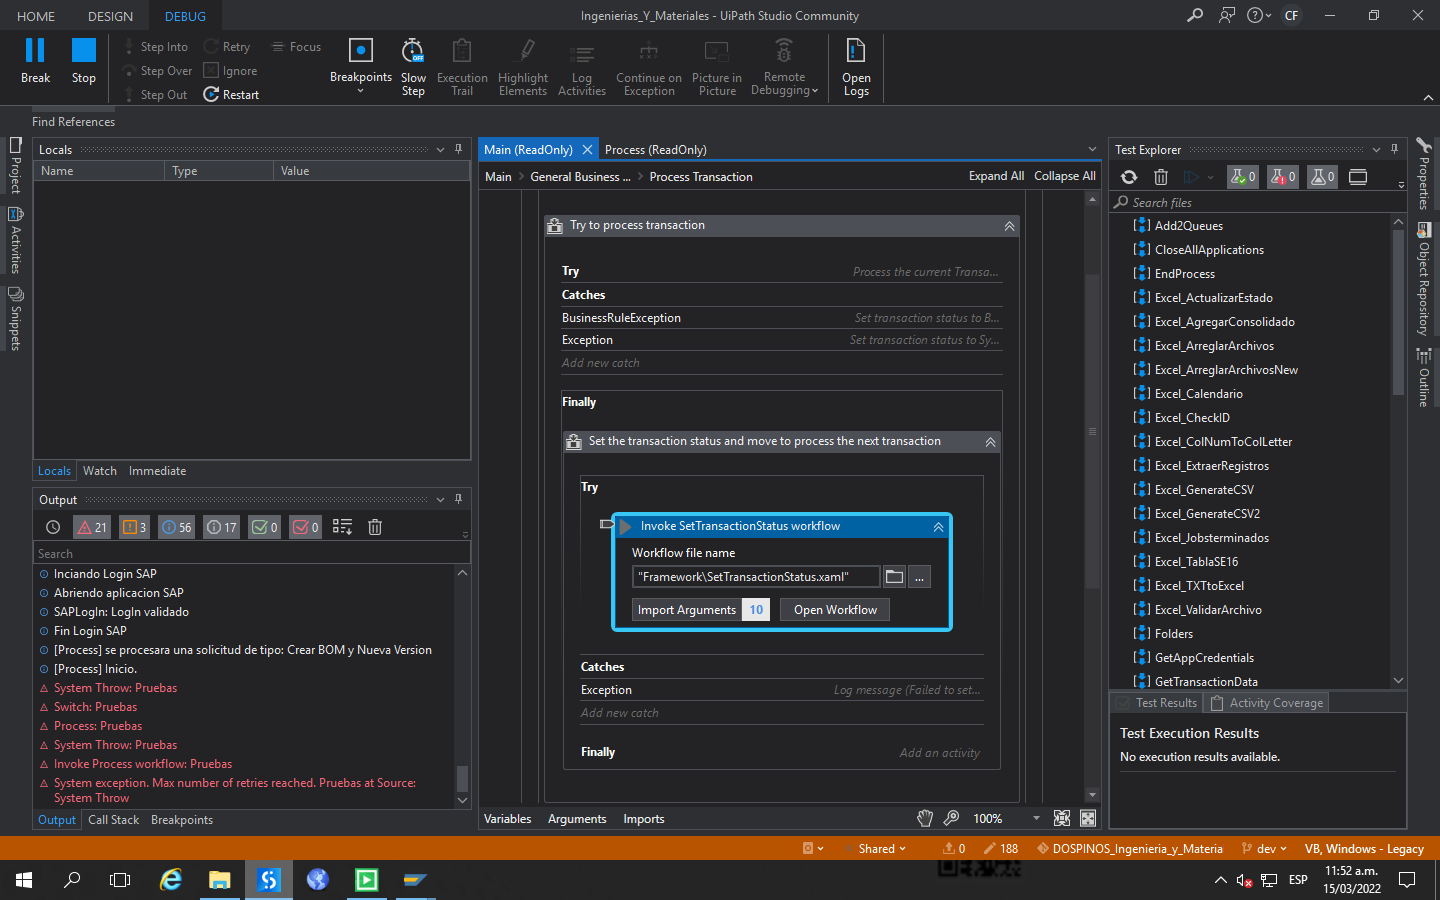 HOME DESIGN DEBUG Ingenierias_Y_Materiales - UiPath Studio Community CF
Break Stop Step Into Retry Focus
Step Over Ignore
Step Out Restart
Breakpoints Slow Step Execution Trail Highlight Elements Log Activities Continue on Exception Picture in Picture Remote Debugging Open Logs
Find References
Project
Activities
Snippets
Locals
Name Type Value
Locals Watch Immediate
Output
21 3 56 17 0 0
Search
Inciando Login SAP
Abriendo aplicacion SAP
SAPLogIn: LogIn validado
Fin Login SAP
[Process] se procesara una solicitud de tipo: Crear BOM y Nueva Version
[Process] Inicio.
System Throw: Pruebas
Switch: Pruebas
Process: Pruebas
System Throw: Pruebas
Invoke Process workflow: Pruebas
System exception. Max number of retries reached. Pruebas at Source:
System Throw
Output Call Stack Breakpoints
Main (ReadOnly) Process (ReadOnly)
Main General Business ... Process Transaction Expand All Collapse All
Try to process transaction
Try Process the current Transa...
Catches
BusinessRuleException Set transaction status to B...
Exception Set transaction status to Sy...
Add new catch
Finally
Set the transaction status and move to process the next transaction
Try
Invoke SetTransactionStatus workflow
Workflow file name
"Framework\SetTransactionStatus.xaml" ...
Import Arguments 10 Open Workflow
Catches
Exception Log message (Failed to set...
Add new catch
Finally Add an activity
Variables Arguments Imports 100%
Test Explorer
0 0 0
Search files
Add2Queues
CloseAllApplications
EndProcess
Excel_ActualizarEstado
Excel_AgregarConsolidado
Excel_ArreglarArchivos
Excel_ArreglarArchivosNew
Excel_Calendario
Excel_CheckID
Excel_ColNumToColLetter
Excel_ExtraerRegistros
Excel_GenerateCSV
Excel_GenerateCSV2
Excel_Jobsterminados
Excel_TablaSE16
Excel_TXTtoExcel
Excel_ValidarArchivo
Folders
GetAppCredentials
GetTransactionData
Test Results Activity Coverage
Test Execution Results
No execution results available.
Properties
Object Repository
Outline
Shared 0 188 DOSPINOS_Ingenieria_y_Materia dev VB, Windows - Legacy
ESP 11:52 a.m.
15/03/2022